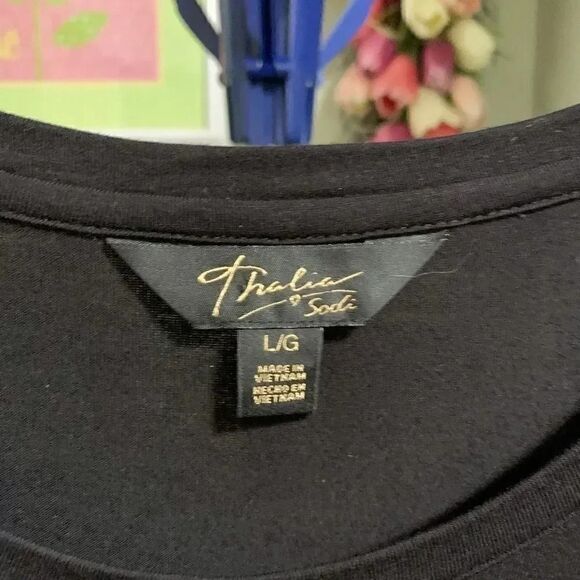 Thalia
Sodi
L/G
MADE IN
VIETNAM
HECHO EN
VIETNAM